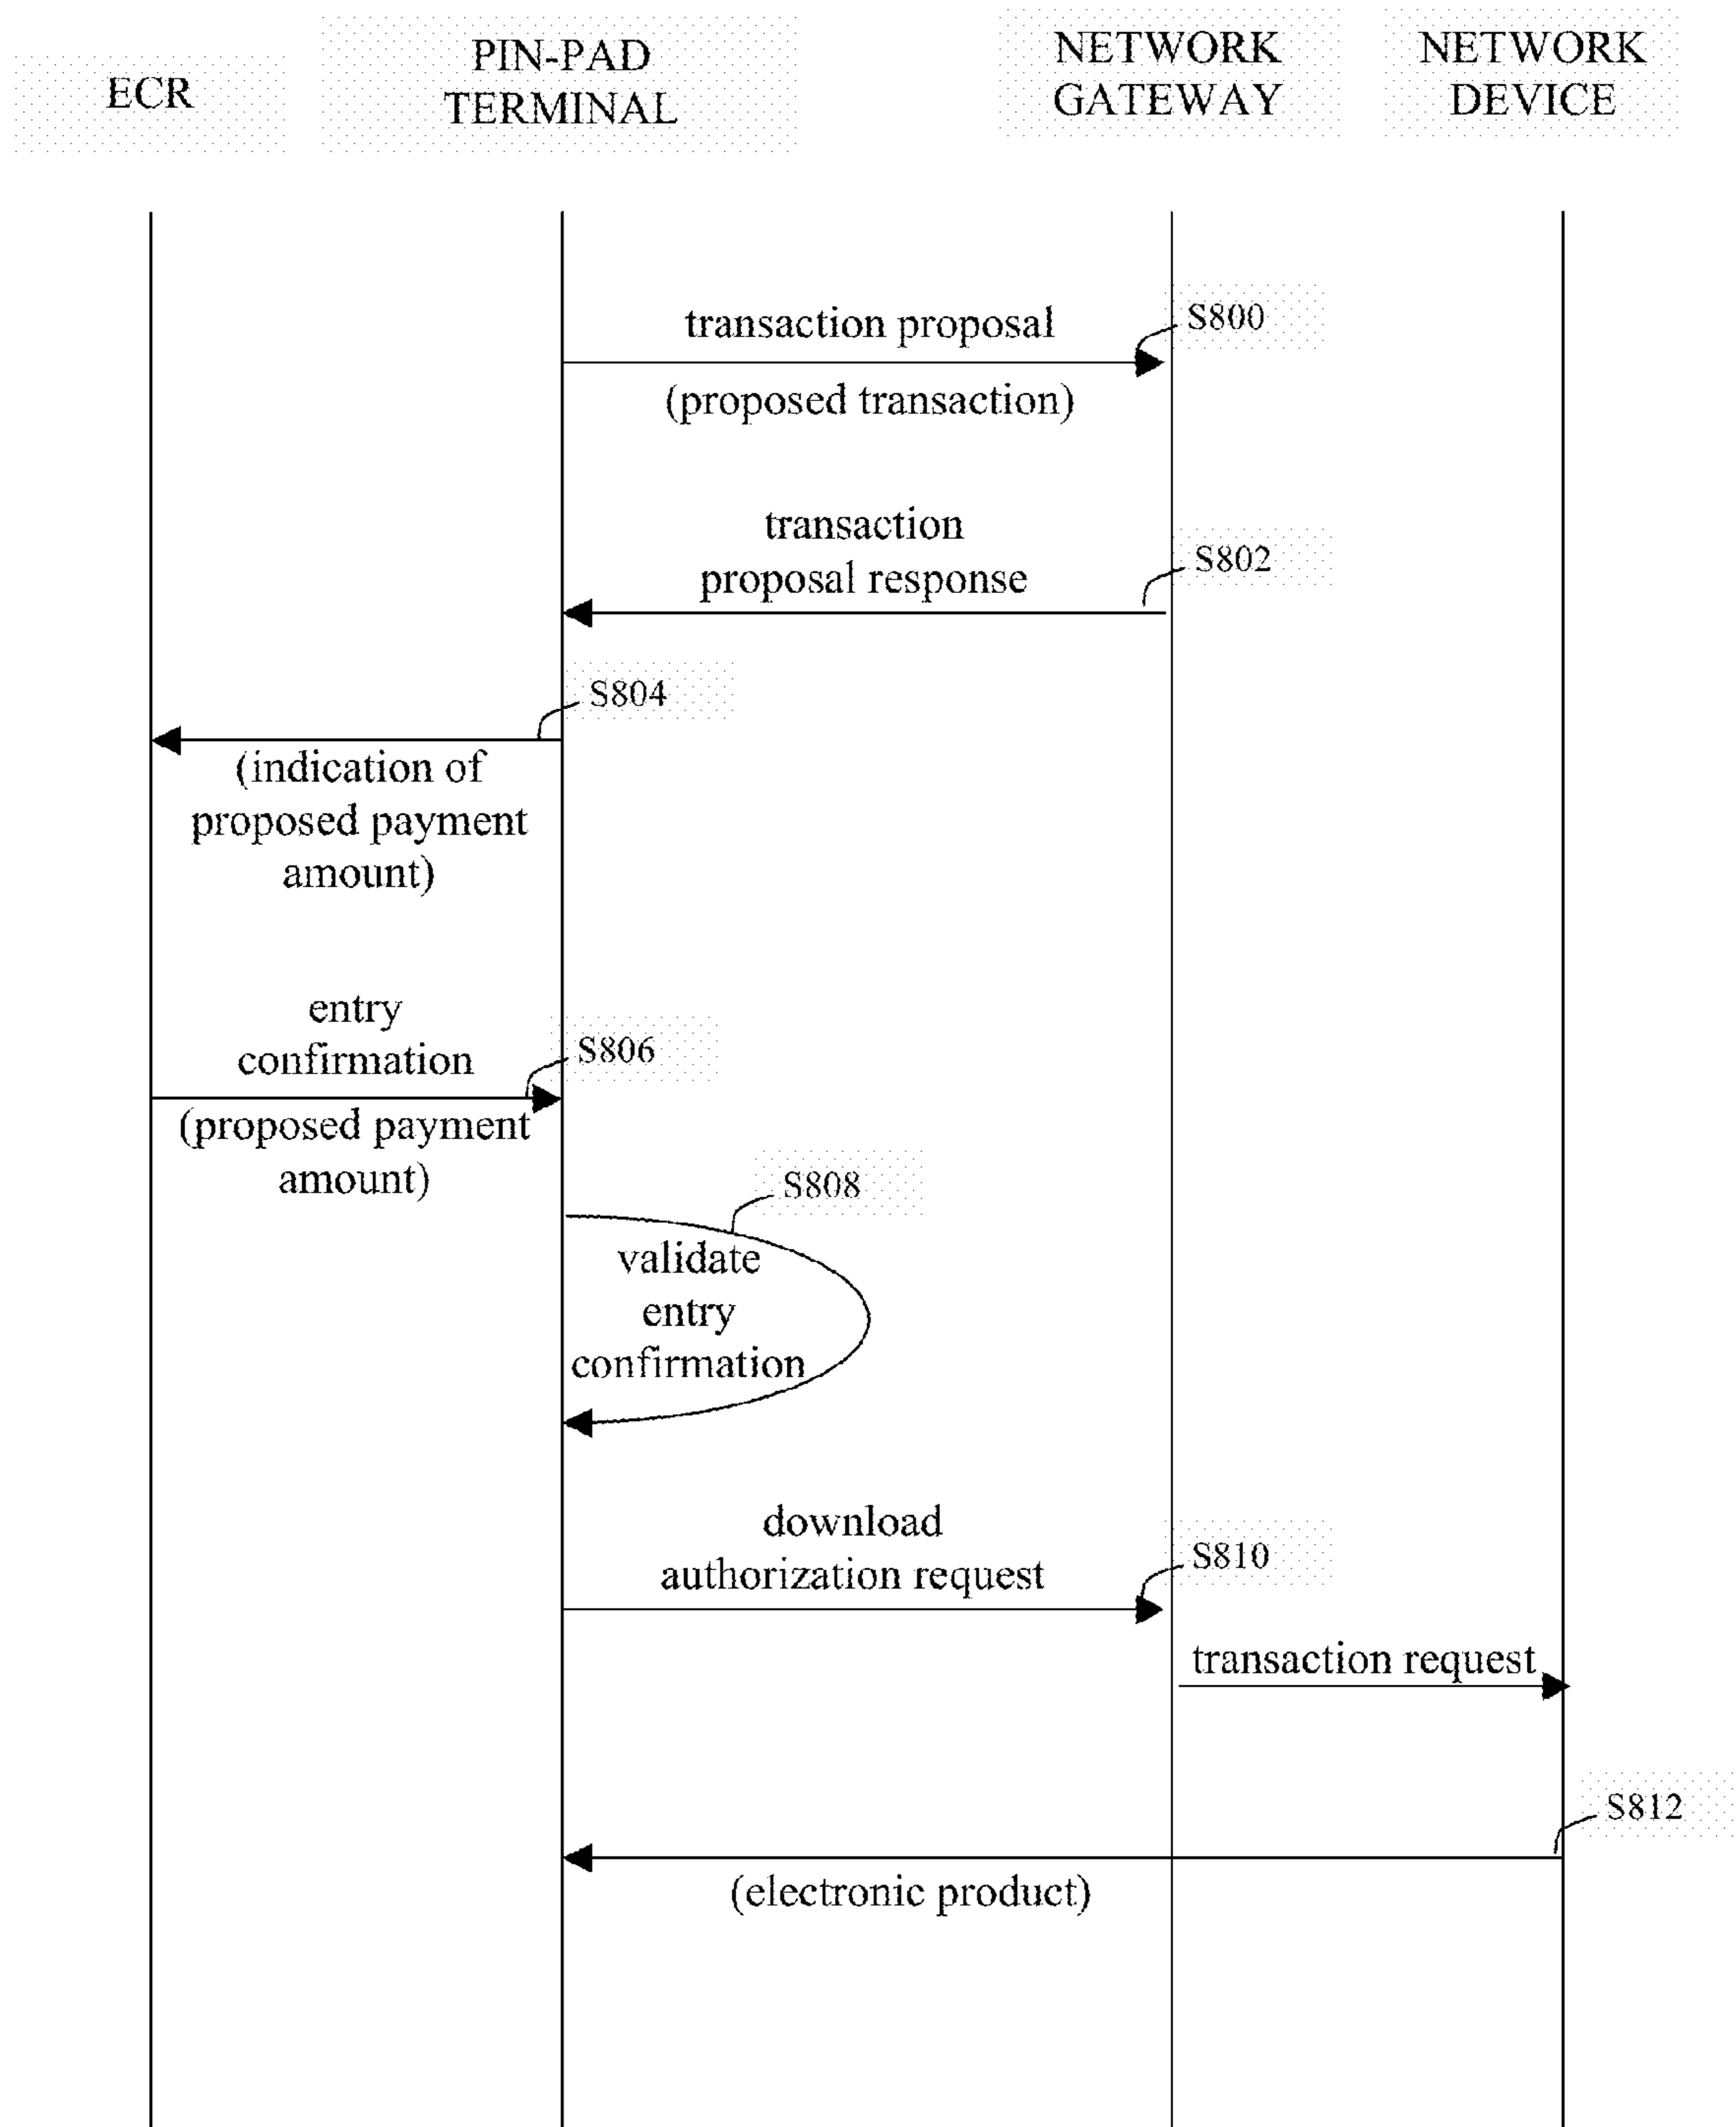 ECR
PIN-PAD
TERMINAL
NETWORK
GATEWAY
NETWORK
DEVICE
transaction proposal
S800
(proposed transaction)
transaction
proposal response
S802
S804
(indication of
proposed payment
amount)
entry
confirmation
S806
(proposed payment
amount)
S808
validate
entry
confirmation
download
authorization request
S810
transaction request
S812
(electronic product)